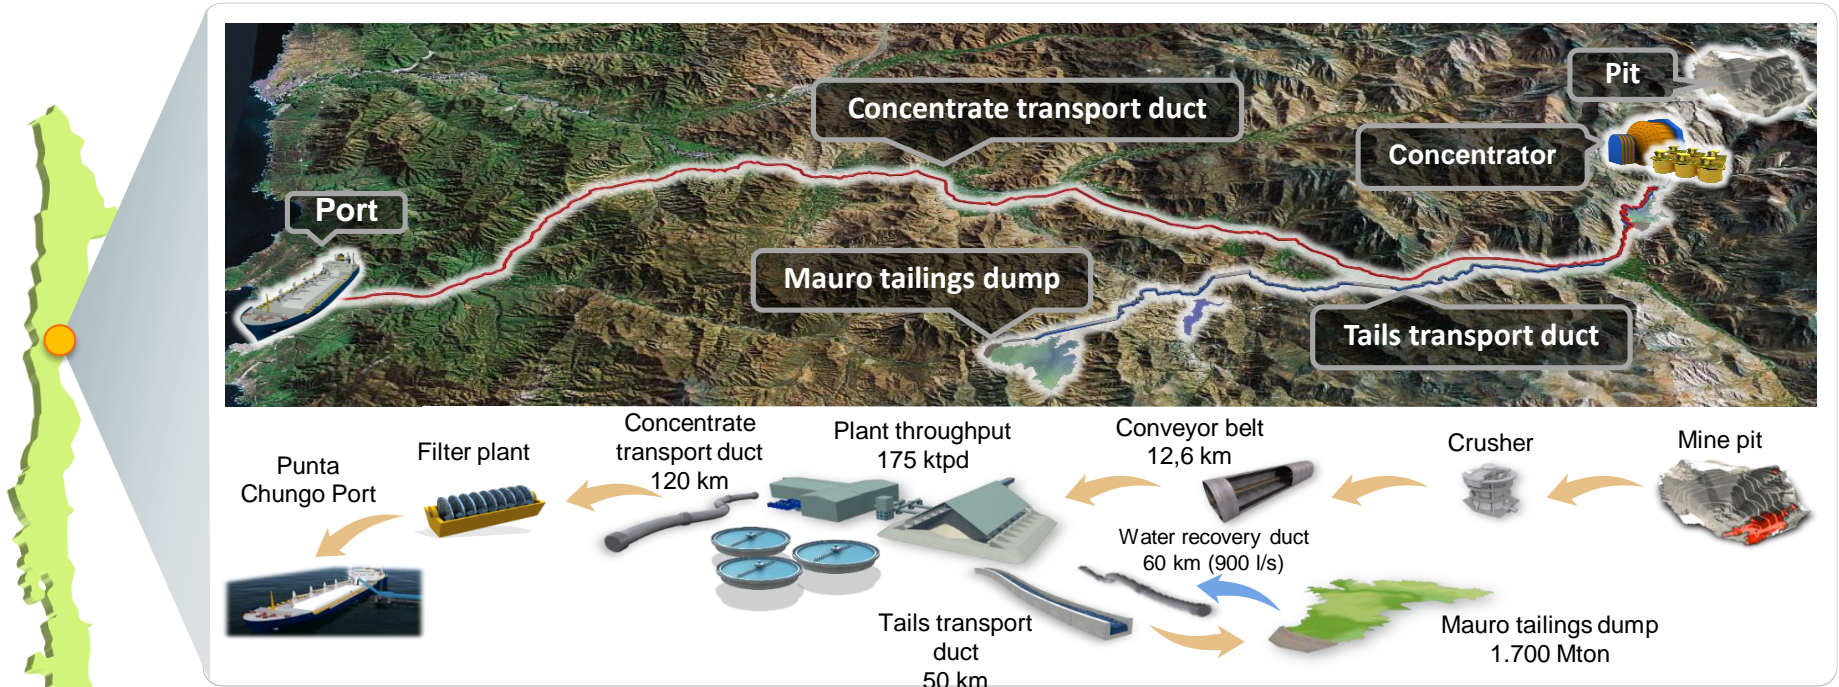 Pit
Concentrate transport duct
Concentrator
Port
Mauro tailings dump
Tails transport duct
Punta
Chungo Port
Filter plant
Concentrate
transport duct
120 km
Plant throughput
175 ktpd
Conveyor belt
12,6 km
Crusher
Mine pit
Water recovery duct
60 km (900 l/s)
Tails transport
duct
50 km
Mauro tailings dump
1.700 Mton